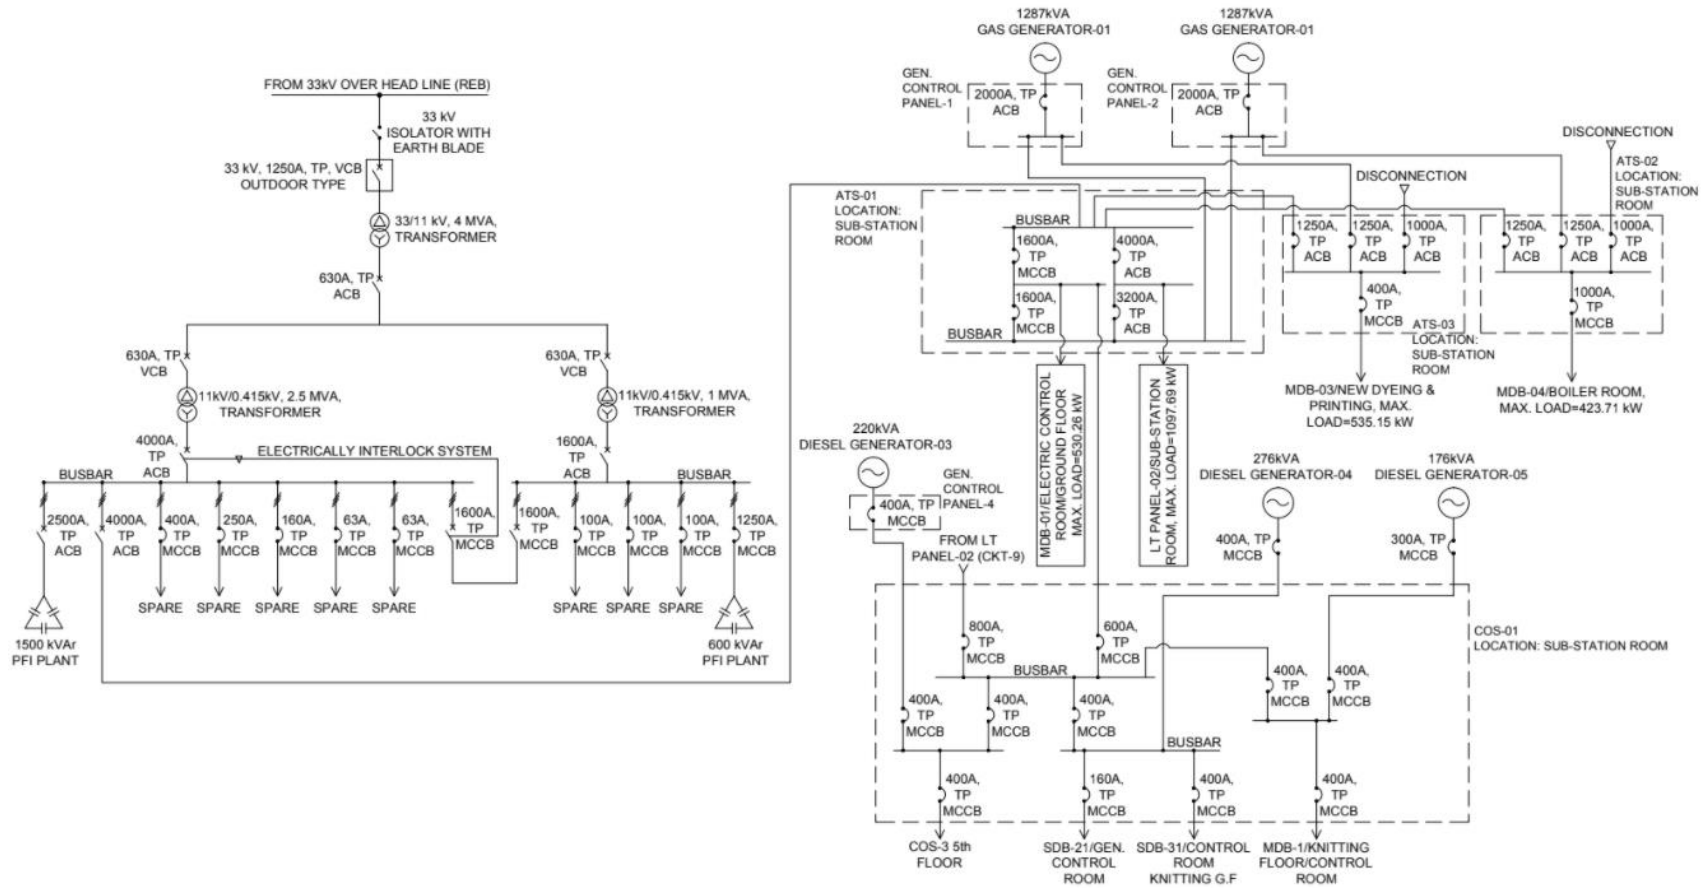 FROM 33kV OVER HEAD LINE (REB)
33 kV
ISOLATOR WITH
EARTH BLADE
33 kV, 1250A, TP, VCB
OUTDOOR TYPE
33/11 kV, 4 MVA,
TRANSFORMER
630A, TP
ACB
630A, TP
VCB
11kV/0.415kV, 2.5 MVA,
TRANSFORMER
4000A,
TP
ACB
630A, TP
VCB
11kV/0.415kV, 1 MVA,
TRANSFORMER
1600A,
TP
ACB
ELECTRICALLY INTERLOCK SYSTEM
BUSBAR
BUSBAR
2500A,
TP
ACB
4000A,
TP
ACB
400A,
TP
MCCB
250A,
TP
MCCB
160A,
TP
MCCB
63A,
TP
MCCB
63A,
TP
MCCB
1600A,
TP
MCCB
1600A,
TP
MCCB
100A,
TP
MCCB
100A,
TP
MCCB
100A,
TP
MCCB
1250A,
TP
MCCB
SPARE
SPARE
SPARE
SPARE
SPARE
SPARE
SPARE
SPARE
1500 kVAr
PFI PLANT
600 kVAr
PFI PLANT
1287kVA
GAS GENERATOR-01
1287kVA
GAS GENERATOR-01
GEN.
CONTROL
PANEL-1
2000A, TP
ACB
GEN.
CONTROL
PANEL-2
2000A, TP
ACB
DISCONNECTION
DISCONNECTION
ATS-02
LOCATION:
SUB-STATION
ROOM
ATS-01
LOCATION:
SUB-STATION
ROOM
BUSBAR
1600A,
TP
MCCB
4000A,
TP
ACB
1600A,
TP
MCCB
3200A,
TP
ACB
BUSBAR
1250A,
TP
ACB
1250A,
TP
ACB
1000A,
TP
ACB
400A,
TP
MCCB
ATS-03
LOCATION:
SUB-STATION
ROOM
1250A,
TP
ACB
1250A,
TP
ACB
1000A,
TP
ACB
1000A,
TP
MCCB
MDB-03/NEW DYEING &
PRINTING, MAX.
LOAD=535.15 kW
MDB-04/BOILER ROOM,
MAX. LOAD=423.71 kW
MDB-01/ELECTRIC CONTROL
ROOM/GROUND FLOOR
MAX. LOAD=530.26 kW
LT PANEL-02/SUB-STATION
ROOM, MAX. LOAD=1097.69 kW
220kVA
DIESEL GENERATOR-03
GEN.
CONTROL
PANEL-4
400A, TP
MCCB
FROM LT
PANEL-02 (CKT-9)
276kVA
DIESEL GENERATOR-04
400A, TP
MCCB
176kVA
DIESEL GENERATOR-05
300A, TP
MCCB
COS-01
LOCATION: SUB-STATION ROOM
800A,
TP
MCCB
600A,
TP
MCCB
BUSBAR
400A,
TP
MCCB
400A,
TP
MCCB
400A,
TP
MCCB
400A,
TP
MCCB
400A,
TP
MCCB
BUSBAR
400A,
TP
MCCB
160A,
TP
MCCB
400A,
TP
MCCB
400A,
TP
MCCB
COS-3 5th
FLOOR
SDB-21/GEN.
CONTROL
ROOM
SDB-31/CONTROL
ROOM
KNITTING G.F
MDB-1/KNITTING
FLOOR/CONTROL
ROOM